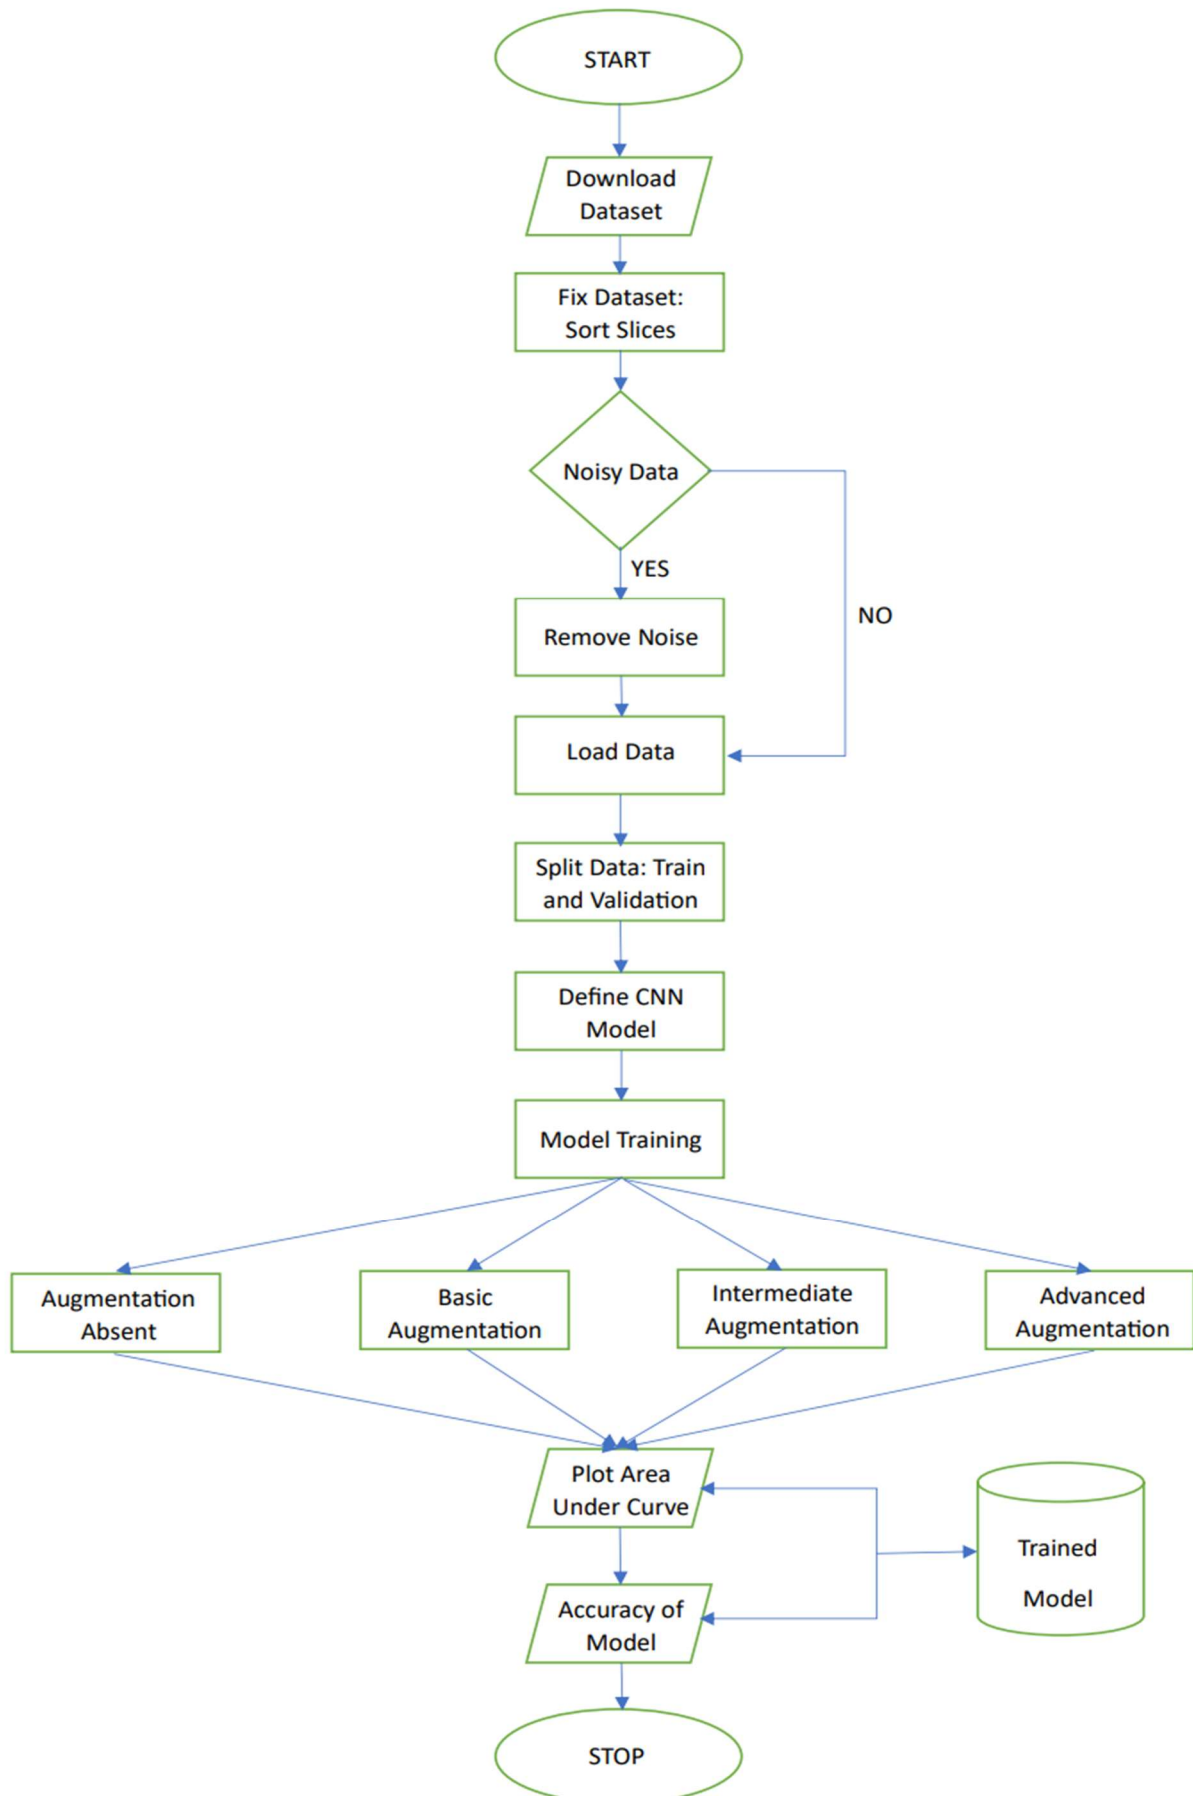 START
Download
Dataset
Fix Dataset:
Sort Slices
Noisy Data
YES
NO
Remove Noise
Load Data
Split Data: Train
and Validation
Define CNN
Model
Model Training
Augmentation
Absent
Basic
Augmentation
Intermediate
Augmentation
Advanced
Augmentation
Plot Area
Under Curve
Trained
Model
Accuracy of
Model
STOP